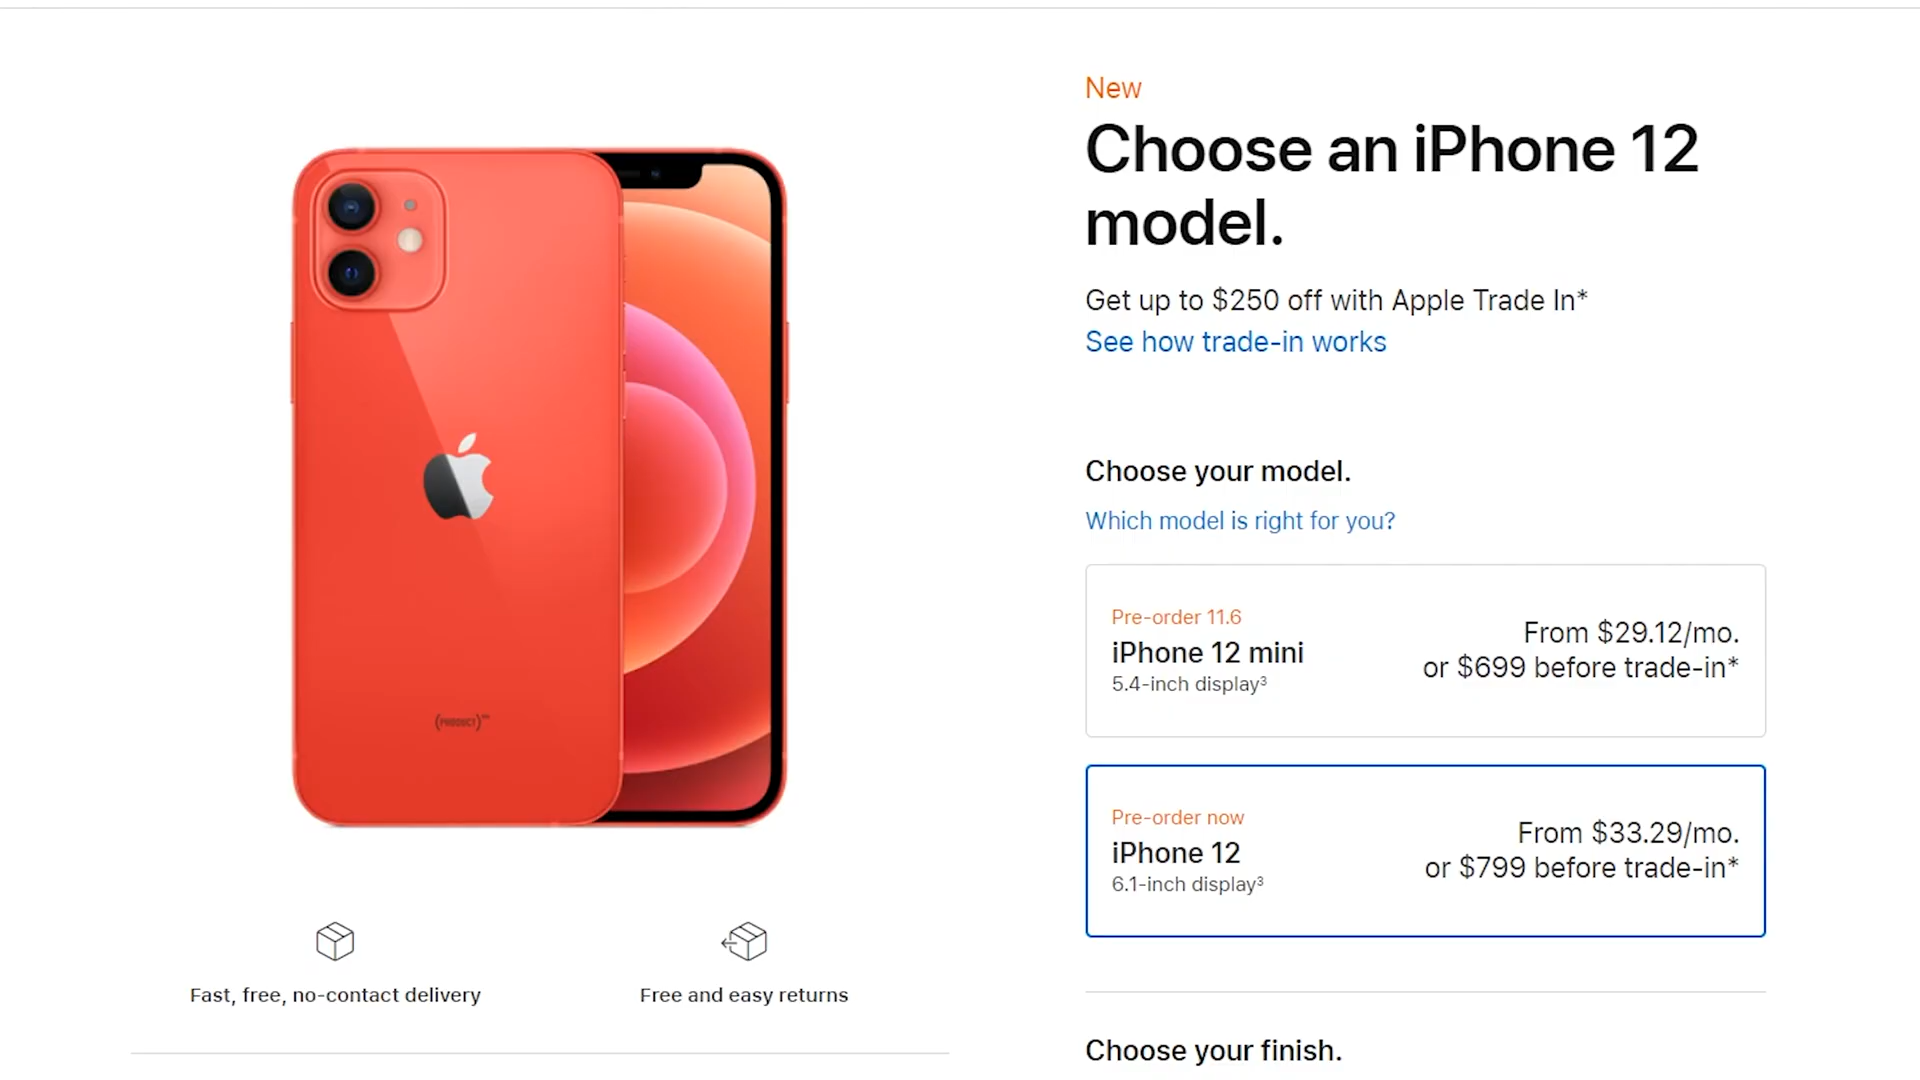 New
Choose an iPhone 12
model.
Get up to $250 off with Apple Trade In*
See how trade-in works
Choose your model.
Which model is right for you?
Pre-order 11.6
iPhone 12 mini
5.4-inch display³
From $29.12/mo.
or $699 before trade-in*
Pre-order now
iPhone 12
6.1-inch display³
From $33.29/mo.
or $799 before trade-in*
Choose your finish.
(PRODUCT)™
Fast, free, no-contact delivery
Free and easy returns